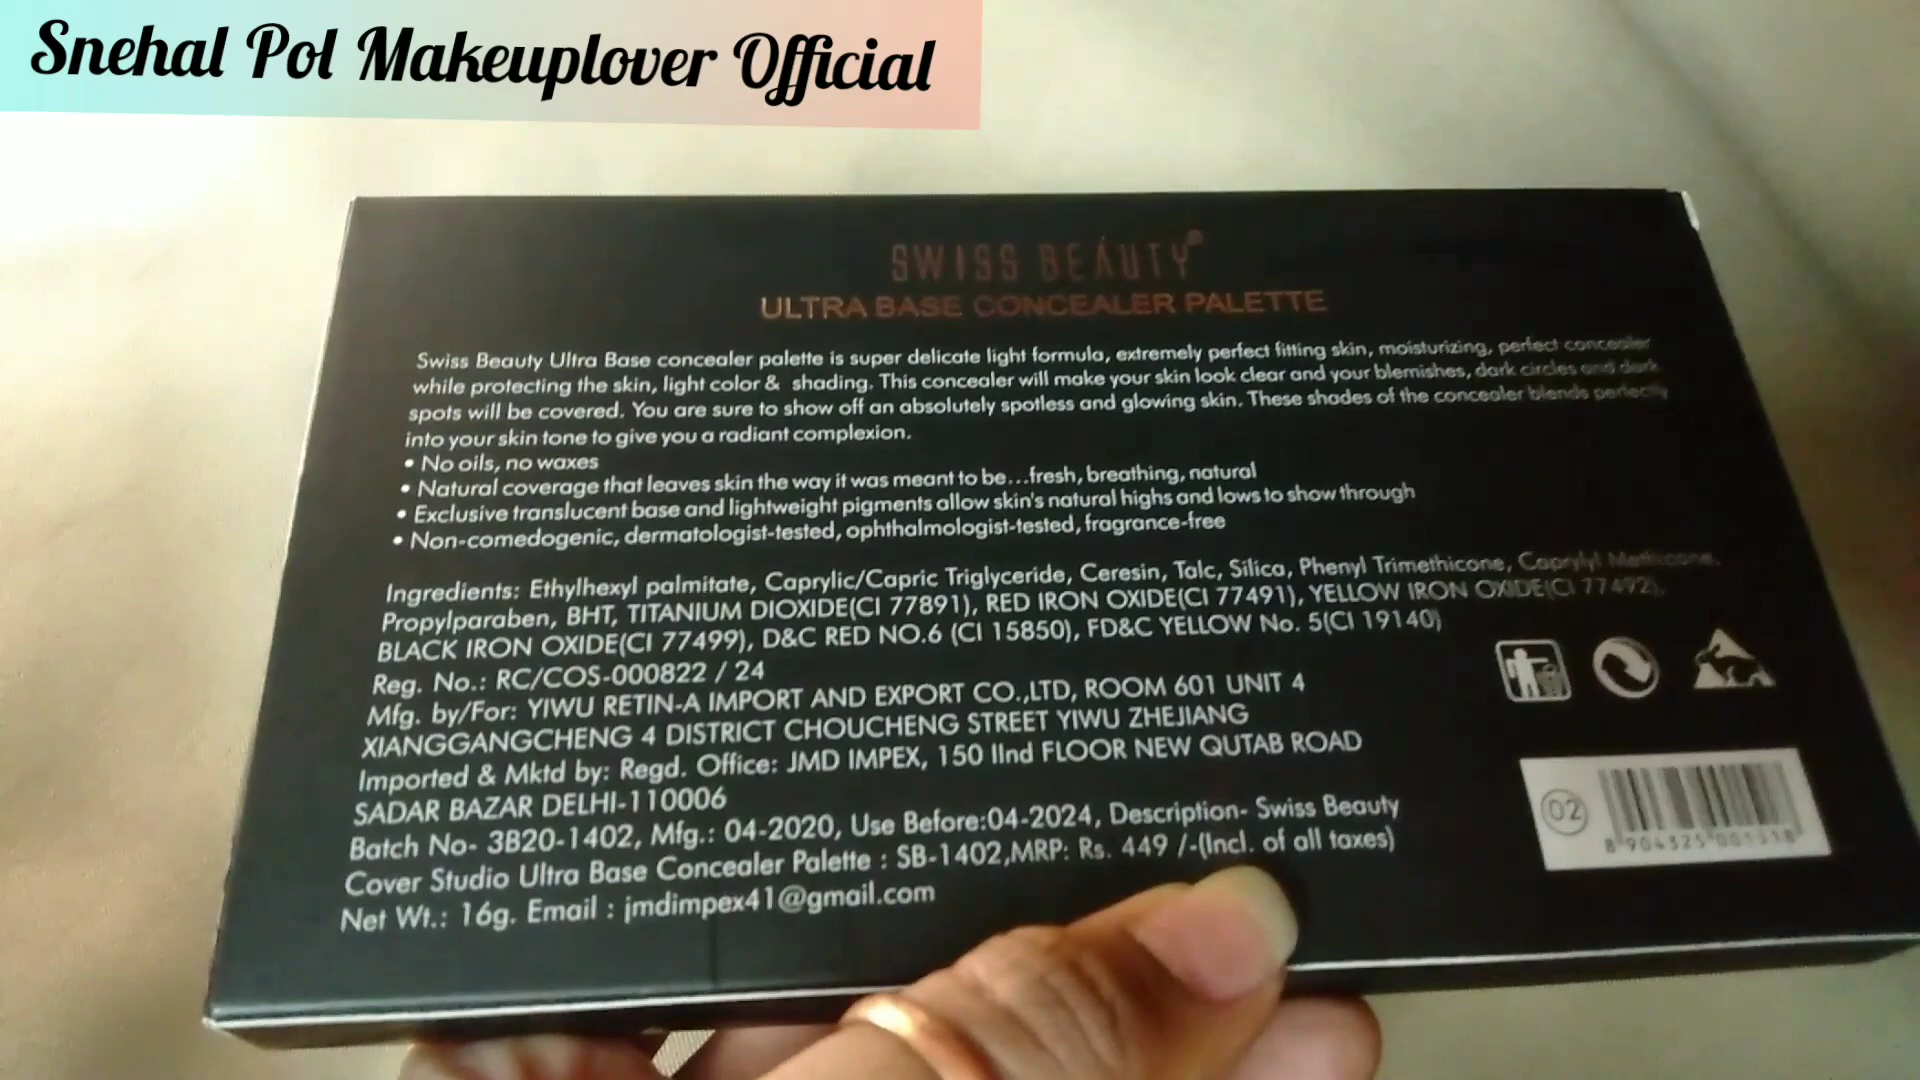 Snehal Pol Makeuplover Official
SWISS BEAUTY®
ULTRA BASE CONCEALER PALETTE
Swiss Beauty Ultra Base concealer palette is super delicate light formula, extremely perfect fitting skin, moisturizing, perfect concealer
while protecting the skin, light color & shading. This concealer will make your skin look clear and your blemishes, dark circles and dark
spots will be covered. You are sure to show off an absolutely spotless and glowing skin. These shades of the concealer blends perfectly
into your skin tone to give you a radiant complexion.
• No oils, no waxes
• Natural coverage that leaves skin the way it was meant to be...fresh, breathing, natural
• Exclusive translucent base and lightweight pigments allow skin's natural highs and lows to show through
• Non-comedogenic, dermatologist-tested, ophthalmologist-tested, fragrance-free
Ingredients: Ethylhexyl palmitate, Caprylic/Capric Triglyceride, Ceresin, Talc, Silica, Phenyl Trimethicone, Caprylyl Methicone,
Propylparaben, BHT, TITANIUM DIOXIDE(CI 77891), RED IRON OXIDE(CI 77491), YELLOW IRON OXIDE(CI 77492),
BLACK IRON OXIDE(CI 77499), D&C RED NO.6 (CI 15850), FD&C YELLOW No. 5(CI 19140)
Reg. No.: RC/COS-000822 / 24
Mfg. by/For: YIWU RETIN-A IMPORT AND EXPORT CO.,LTD, ROOM 601 UNIT 4
XIANGGANGCHENG 4 DISTRICT CHOUCHENG STREET YIWU ZHEJIANG
Imported & Mktd by: Regd. Office: JMD IMPEX, 150 IInd FLOOR NEW QUTAB ROAD
SADAR BAZAR DELHI-110006
Batch No- 3B20-1402, Mfg.: 04-2020, Use Before:04-2024, Description- Swiss Beauty
Cover Studio Ultra Base Concealer Palette : SB-1402,MRP: Rs. 449 /-(Incl. of all taxes)
Net Wt.: 16g. Email : jmdimpex41@gmail.com
02